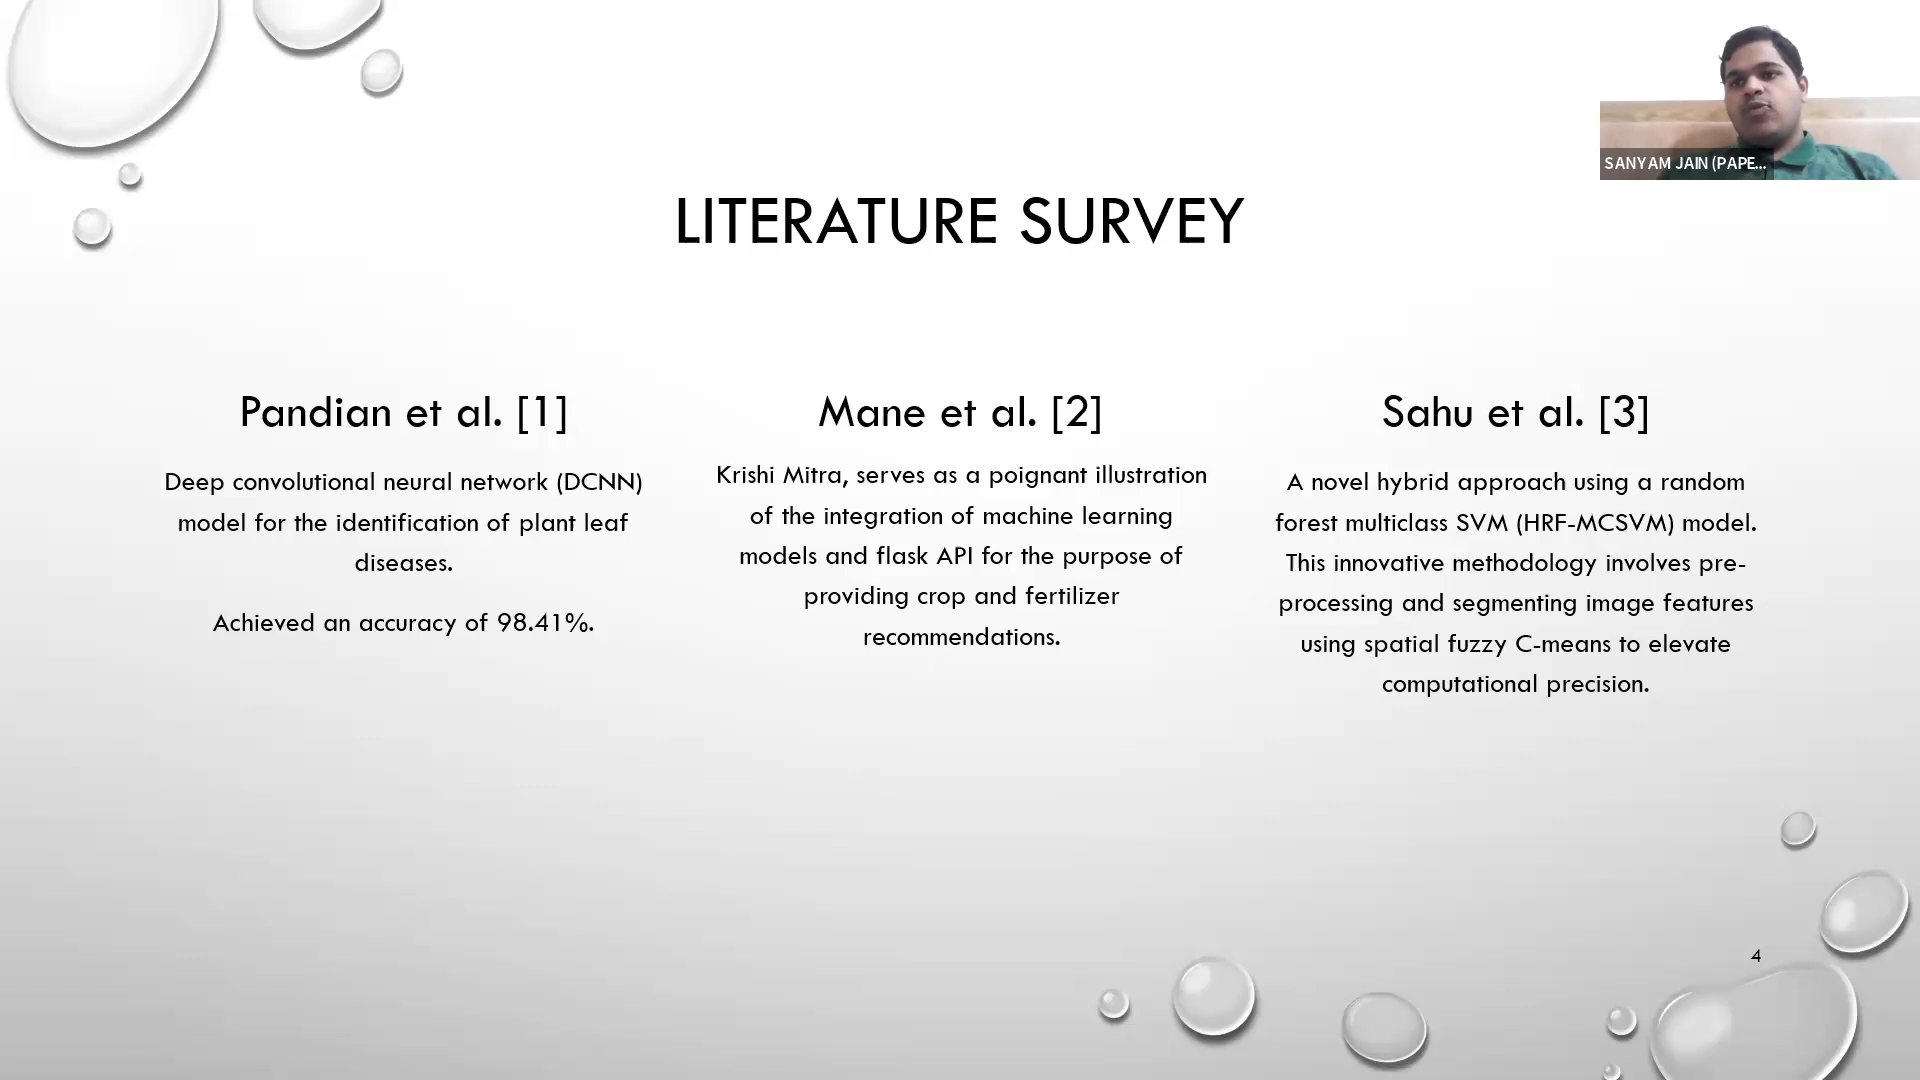 SANYAM JAIN (PAPE...
LITERATURE SURVEY
Pandian et al. [1]
Deep convolutional neural network (DCNN)
model for the identification of plant leaf
diseases.
Achieved an accuracy of 98.41%.
Mane et al. [2]
Krishi Mitra, serves as a poignant illustration
of the integration of machine learning
models and flask API for the purpose of
providing crop and fertilizer
recommendations.
Sahu et al. [3]
A novel hybrid approach using a random
forest multiclass SVM (HRF-MCSVM) model.
This innovative methodology involves pre-
processing and segmenting image features
using spatial fuzzy C-means to elevate
computational precision.
4